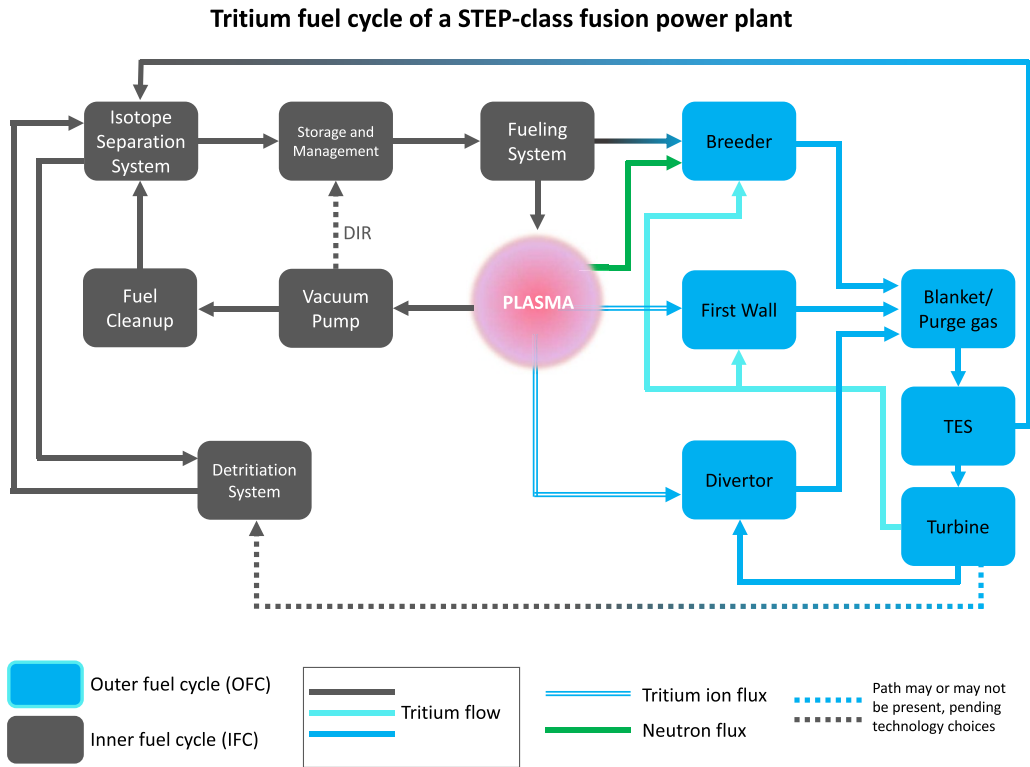 Tritium fuel cycle of a STEP-class fusion power plant
Isotope
Separation
System
Storage and
Management
Fueling
System
Breeder
DIR
Fuel
Cleanup
Vacuum
Pump
PLASMA
First Wall
Blanket/
Purge gas
TES
Detritiation
System
Divertor
Turbine
Outer fuel cycle (OFC)
Inner fuel cycle (IFC)
Tritium flow
Tritium ion flux
Neutron flux
Path may or may not
be present, pending
technology choices